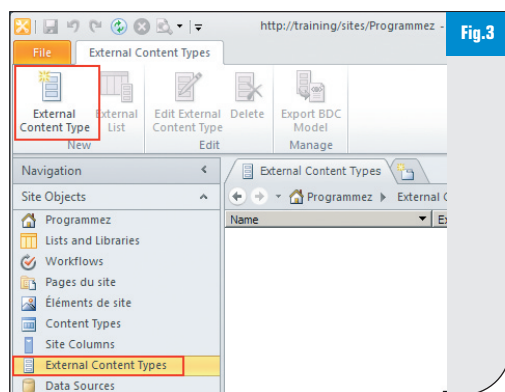 http://training/sites/Programmez -
Fig.3
File
External Content Types
External Content Type
External List
Edit External Content Type
Delete
Export BDC Model
New
Edit
Manage
Navigation
External Content Types
Site Objects
Programmez
External C
Name
Ex
Programmez
Lists and Libraries
Workflows
Pages du site
Éléments de site
Content Types
Site Columns
External Content Types
Data Sources